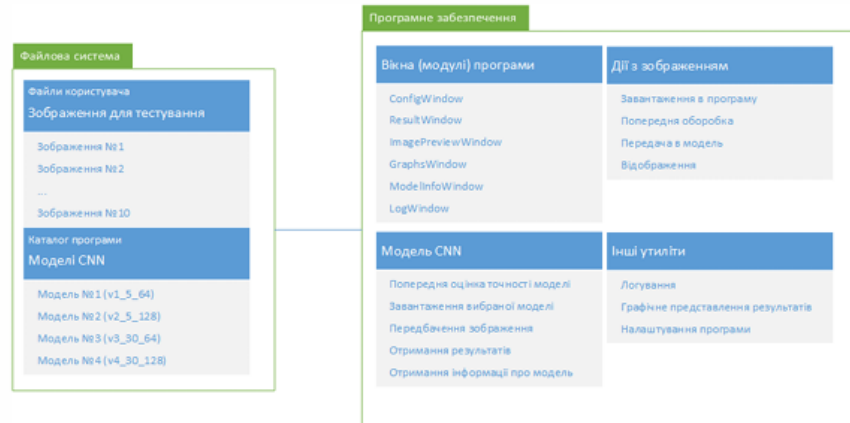 Файлова система
Файли користувача
Зображення для тестування
Зображення №1
Зображення №2
...
Зображення №10
Каталог програми
Моделі CNN
Модель №1 (v1_5_64)
Модель №2 (v2_5_128)
Модель №3 (v3_30_64)
Модель №4 (v4_30_128)
Програмне забезпечення
Вікна (модулі) програми
ConfigWindow
ResultWindow
ImagePreviewWindow
GraphsWindow
ModelInfoWindow
LogWindow
Дії з зображенням
Завантаження в програму
Попередня оборобка
Передача в модель
Відображення
Модель CNN
Попередня оцінка точності моделі
Завантаження вибраної моделі
Передбачення зображення
Отримання результатів
Отримання інформації про модель
Інші утиліти
Логування
Графічне представлення результатів
Налаштування програми